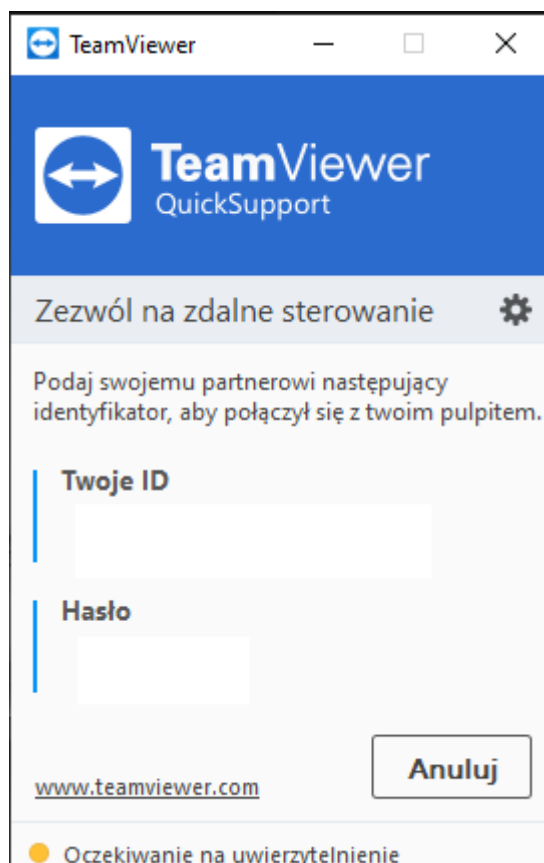 TeamViewer
TeamViewer
QuickSupport
Zezwól na zdalne sterowanie
Podaj swojemu partnerowi następujący
identyfikator, aby połączył się z twoim pulpitem.
Twoje ID
Hasło
Anuluj
www.teamviewer.com
Oczekiwanie na uwierzytelnienie